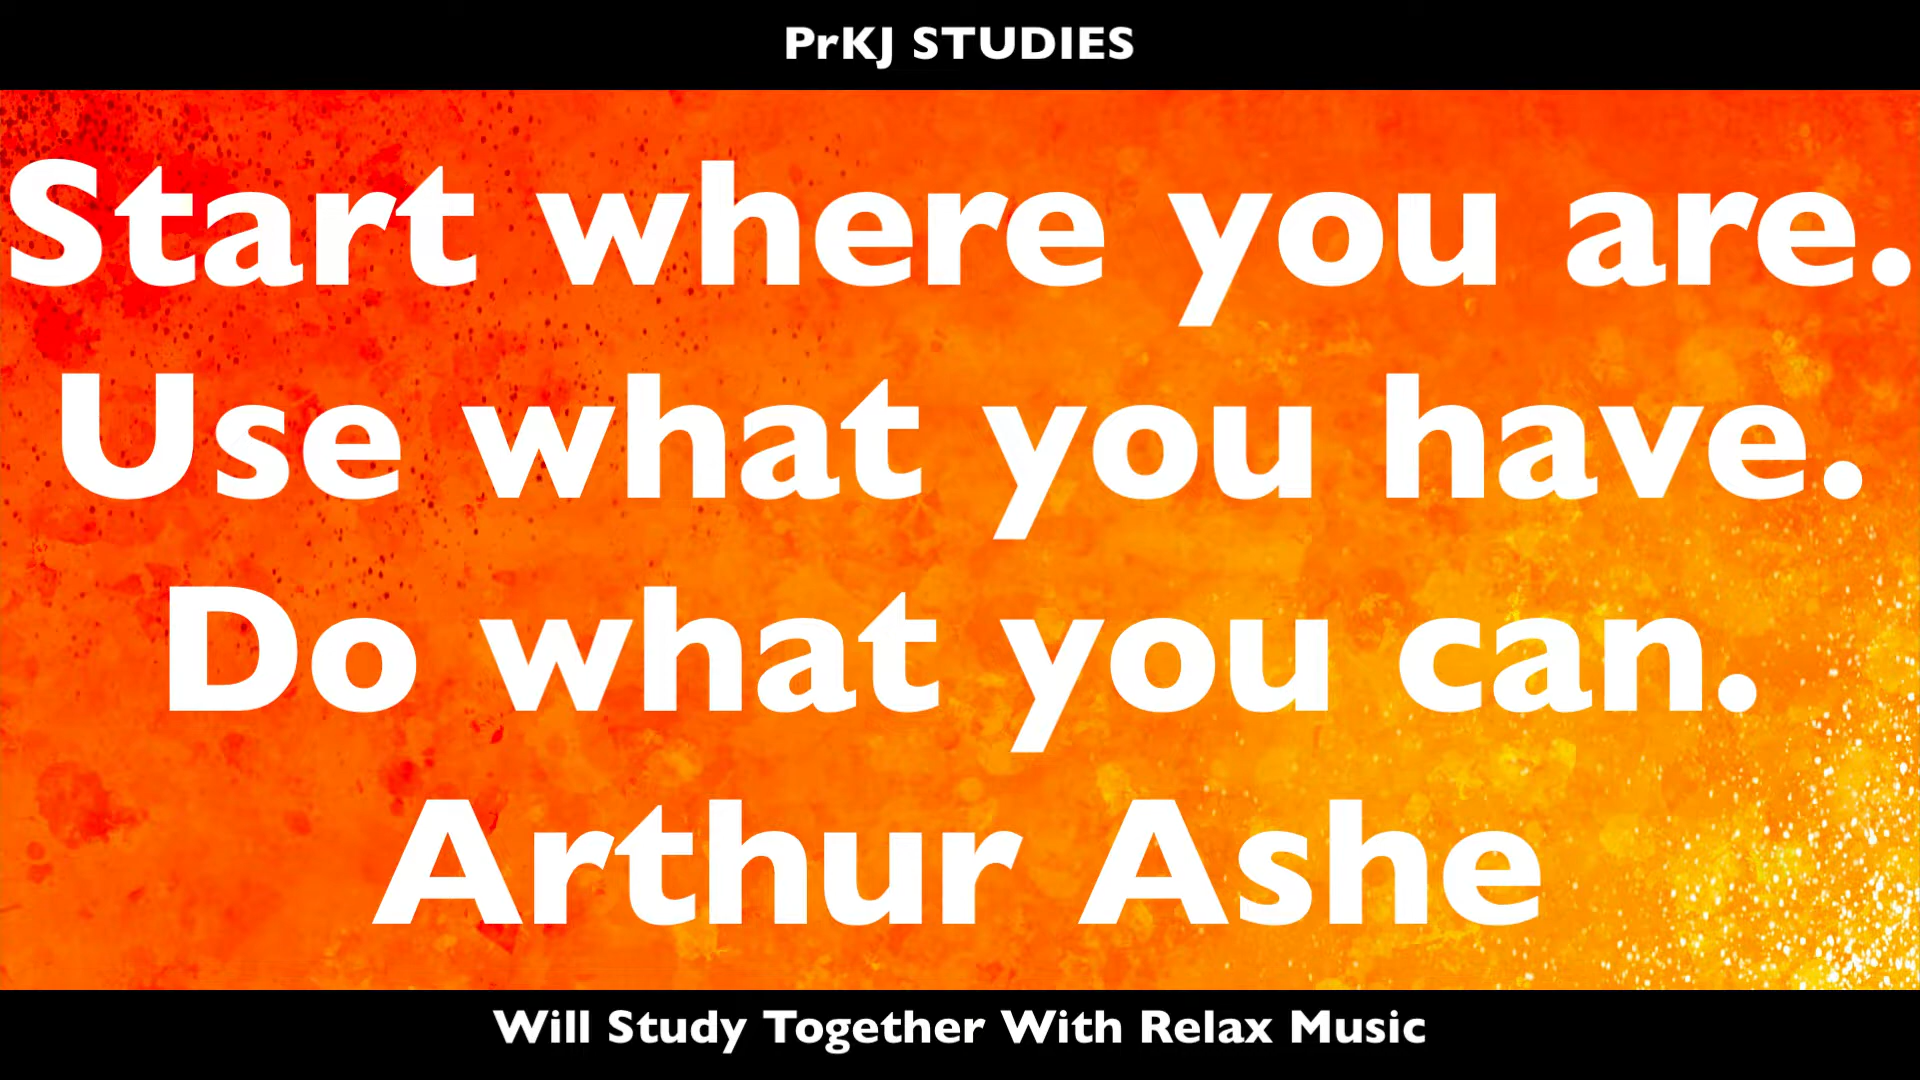 PrKJ STUDIES
Start where you are.
Use what you have.
Do what you can.
Arthur Ashe
Will Study Together With Relax Music